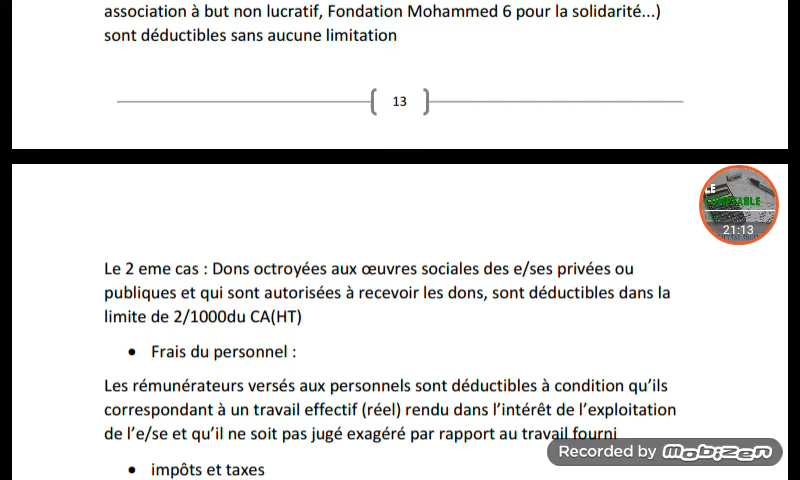 association à but non lucratif, Fondation Mohammed 6 pour la solidarité...)
sont déductibles sans aucune limitation
13
LE
COMPTABLE
21:13
Le 2 eme cas : Dons octroyées aux œuvres sociales des e/ses privées ou
publiques et qui sont autorisées à recevoir les dons, sont déductibles dans la
limite de 2/1000du CA(HT)
• Frais du personnel :
Les rémunérateurs versés aux personnels sont déductibles à condition qu'ils
correspondant à un travail effectif (réel) rendu dans l'intérêt de l'exploitation
de l'e/se et qu'il ne soit pas jugé exagéré par rapport au travail fourni
Recorded by mobizen
• impôts et taxes